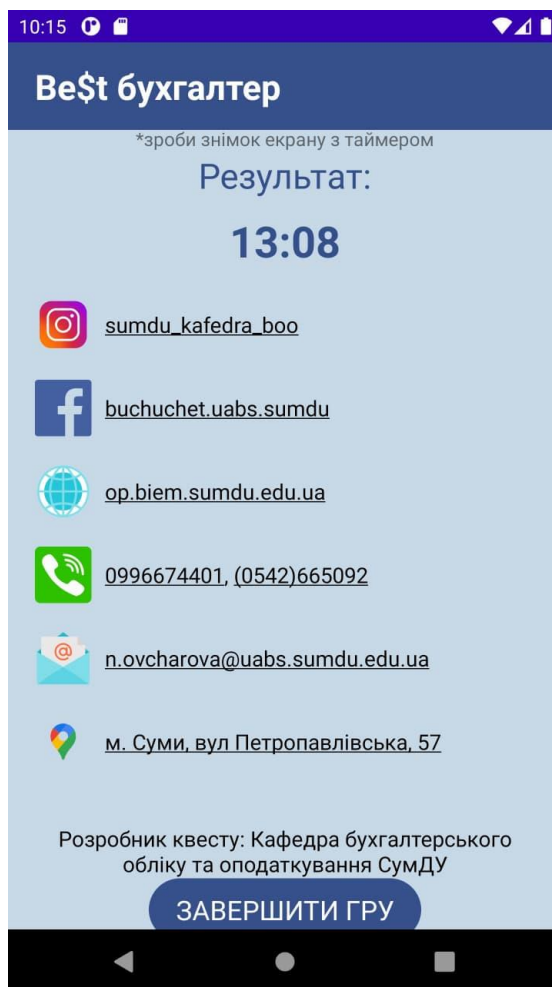 10:15
Be$t бухгалтер
*зроби знімок екрану з таймером
Результат:
13:08
sumdu_kafedra_boo
buchuchet.uabs.sumdu
op.biem.sumdu.edu.ua
0996674401, (0542)665092
n.ovcharova@uabs.sumdu.edu.ua
м. Суми, вул Петропавлівська, 57
Розробник квесту: Кафедра бухгалтерського
обліку та оподаткування СумДУ
ЗАВЕРШИТИ ГРУ